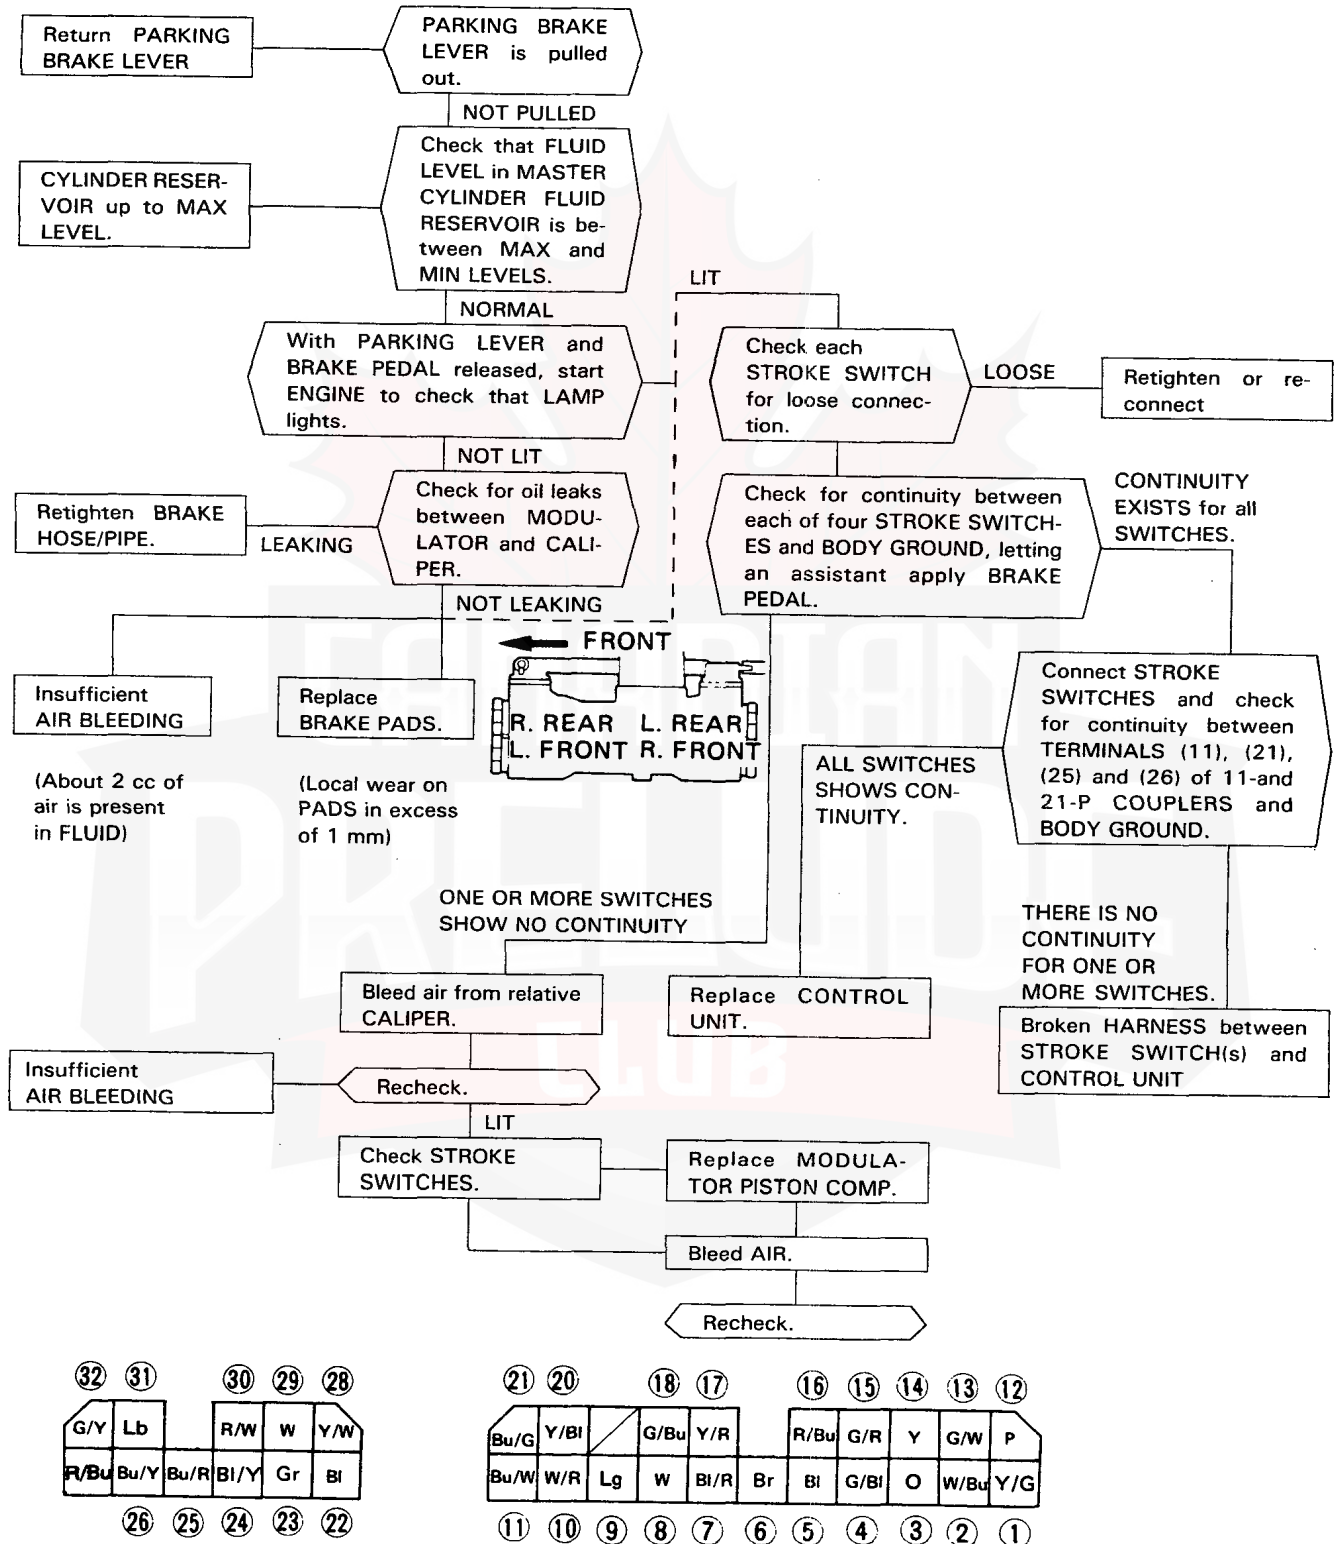 Return PARKING
BRAKE LEVER
PARKING BRAKE
LEVER is pulled
out.
NOT PULLED
CYLINDER RESER-
VOIR up to MAX
LEVEL.
Check that FLUID
LEVEL in MASTER
CYLINDER FLUID
RESERVOIR is be-
tween MAX and
MIN LEVELS.
NORMAL
LIT
With PARKING LEVER and
BRAKE PEDAL released, start
ENGINE to check that LAMP
lights.
Check each
STROKE SWITCH
for loose connec-
tion.
LOOSE
Retighten or re-
connect
NOT LIT
Retighten BRAKE
HOSE/PIPE.
LEAKING
Check for oil leaks
between MODU-
LATOR and CALI-
PER.
Check for continuity between
each of four STROKE SWITCH-
ES and BODY GROUND, letting
an assistant apply BRAKE
PEDAL.
CONTINUITY
EXISTS for all
SWITCHES.
NOT LEAKING
FRONT
Insufficient
AIR BLEEDING
Replace
BRAKE PADS.
R. REAR L. REAR
L. FRONT R. FRONT
Connect STROKE
SWITCHES and check
for continuity between
TERMINALS (11), (21),
(25) and (26) of 11-and
21-P COUPLERS and
BODY GROUND.
(About 2 cc of
air is present
in FLUID)
(Local wear on
PADS in excess
of 1 mm)
ALL SWITCHES
SHOWS CON-
TINUITY.
CANADIAN
PRELUDE
CLUB
ONE OR MORE SWITCHES
SHOW NO CONTINUITY
THERE IS NO
CONTINUITY
FOR ONE OR
MORE SWITCHES.
Bleed air from relative
CALIPER.
Replace CONTROL
UNIT.
Broken HARNESS between
STROKE SWITCH(s) and
CONTROL UNIT
Insufficient
AIR BLEEDING
Recheck.
LIT
Check STROKE
SWITCHES.
Replace MODULA-
TOR PISTON COMP.
Bleed AIR.
Recheck.
32 31 30 29 28
G/Y Lb R/W W Y/W
R/Bu Bu/Y Bu/R Bl/Y Gr Bl
26 25 24 23 22
21 20 18 17 16 15 14 13 12
Bu/G Y/Bl G/Bu Y/R R/Bu G/R Y G/W P
Bu/W W/R Lg W Bl/R Br Bl G/Bl O W/Bu Y/G
11 10 9 8 7 6 5 4 3 2 1